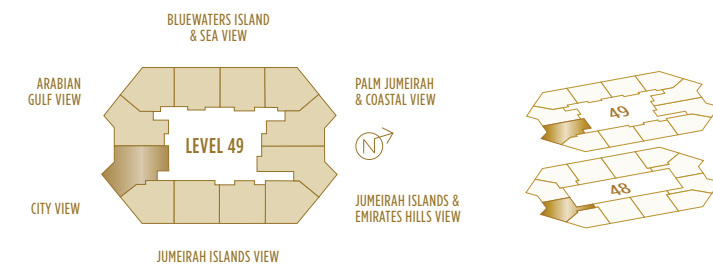 BLUEWATERS ISLAND
& SEA VIEW
ARABIAN
GULF VIEW
PALM JUMEIRAH
& COASTAL VIEW
LEVEL 49
N
CITY VIEW
JUMEIRAH ISLANDS &
EMIRATES HILLS VIEW
JUMEIRAH ISLANDS VIEW
49
48